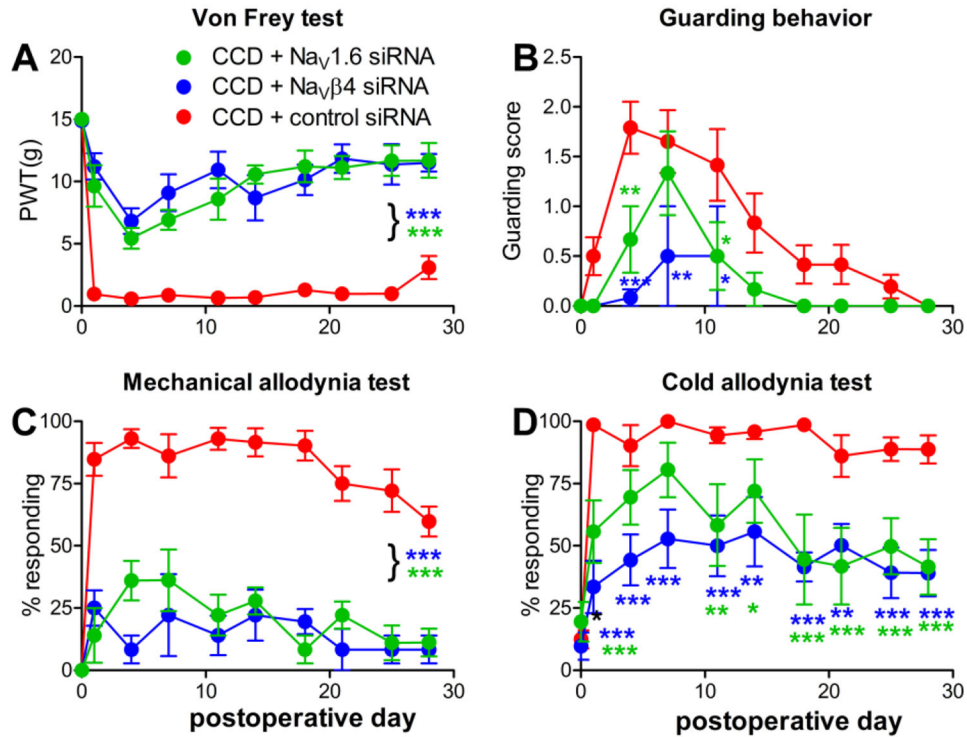 Von Frey test
A
20
15
10
5
0
PWT(g)
CCD + NaV1.6 siRNA
CCD + NaVβ4 siRNA
CCD + control siRNA
} ***
***
0 10 20 30
Guarding behavior
B
2.5
2.0
1.5
1.0
0.5
0.0
Guarding score
**
***
**
*
*
0 10 20 30
Mechanical allodynia test
C
100
75
50
25
0
% responding
} ***
***
0 10 20 30
postoperative day
Cold allodynia test
D
100
75
50
25
0
% responding
*
*** *** *** *** ** *** ** *** ***
*** ** * *** *** *** ***
0 10 20 30
postoperative day